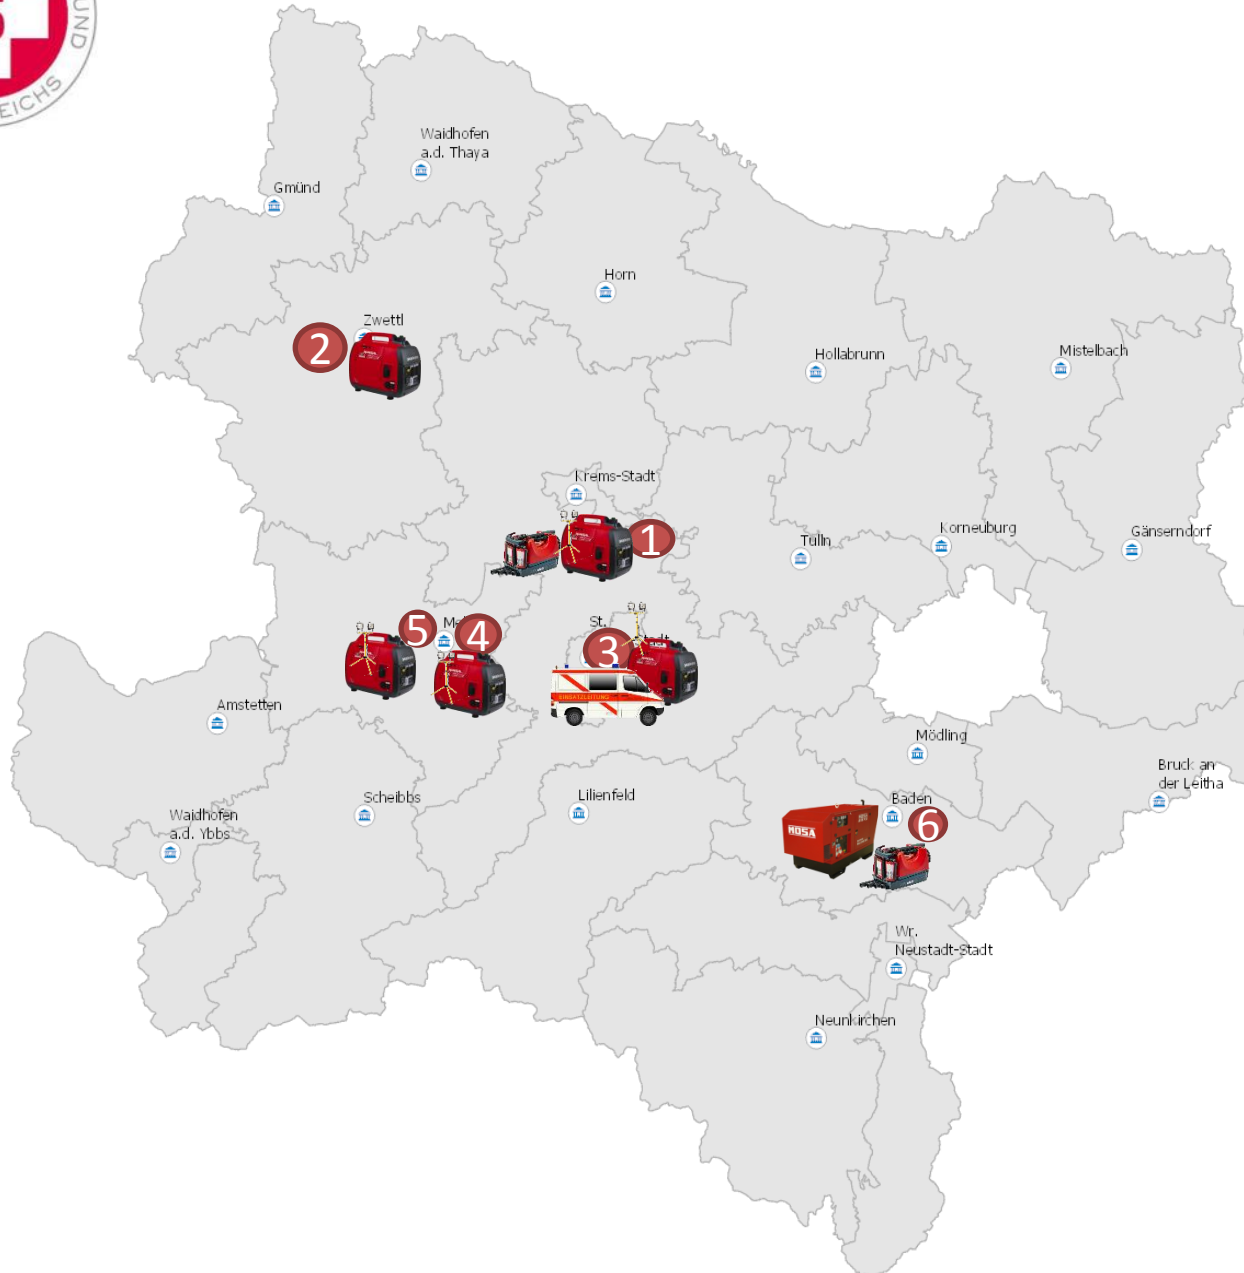 UND
EICHS
Waidhofen
a.d. Thaya
Gmünd
Horn
Zwettl
2
Hollabrunn
Mistelbach
Krems-Stadt
1
Tulln
Korneuburg
Gänserndorf
5
4
St.
3
EINSATZLEITUNG
Amstetten
Mödling
Bruck an
der Leitha
Scheibbs
Lilienfeld
Baden
Waidhofen
a.d. Ybbs
MOSA
6
Wr.
Neustadt-Stadt
Neunkirchen